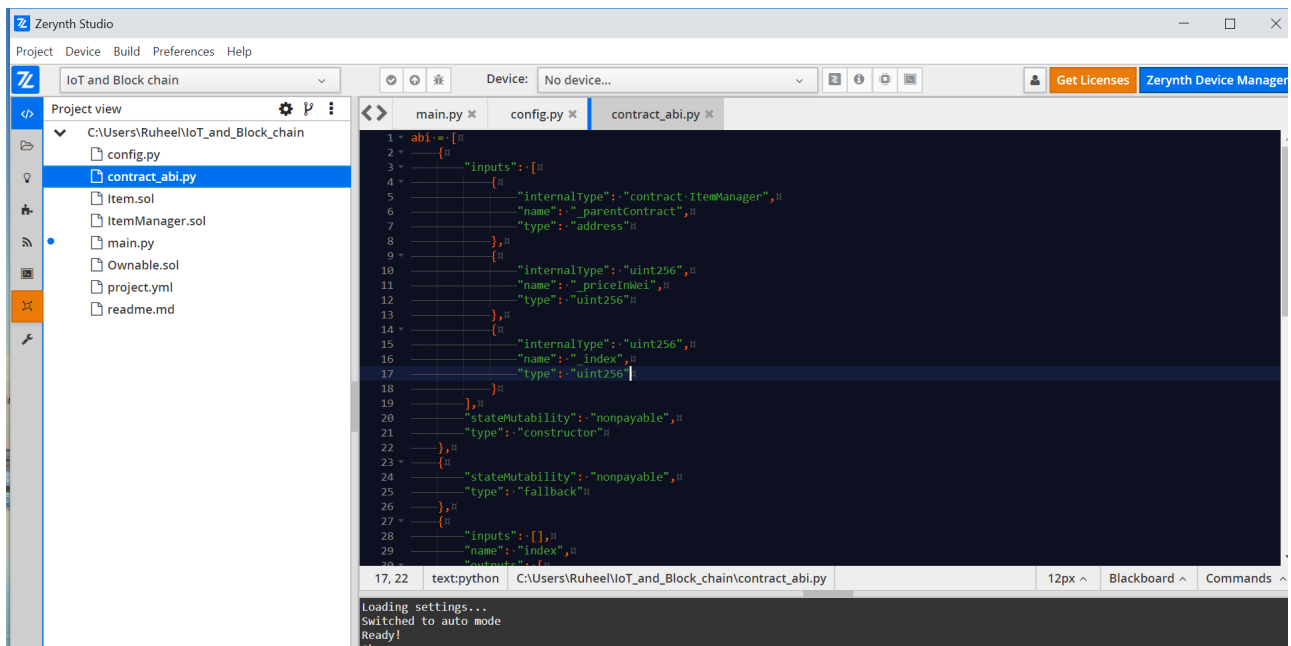 Zerynth Studio
Project Device Build Preferences Help
IoT and Block chain
Device: No device...
Get Licenses
Zerynth Device Manager
Project view
C:\Users\Ruheel\IoT_and_Block_chain
config.py
contract_abi.py
Item.sol
ItemManager.sol
main.py
Ownable.sol
project.yml
readme.md
main.py config.py contract_abi.py
1 abi = [
2 {
3 "inputs": [
4 {
5 "internalType": "contract ItemManager",
6 "name": "_parentContract",
7 "type": "address"
8 },
9 {
10 "internalType": "uint256",
11 "name": "_priceInWei",
12 "type": "uint256"
13 },
14 {
15 "internalType": "uint256",
16 "name": "_index",
17 "type": "uint256"
18 }
19 ],
20 "stateMutability": "nonpayable",
21 "type": "constructor"
22 },
23 {
24 "stateMutability": "nonpayable",
25 "type": "fallback"
26 },
27 {
28 "inputs": [],
29 "name": "index",
30 "outputs": [
17, 22 text:python C:\Users\Ruheel\IoT_and_Block_chain\contract_abi.py 12px Blackboard Commands
Loading settings...
Switched to auto mode
Ready!